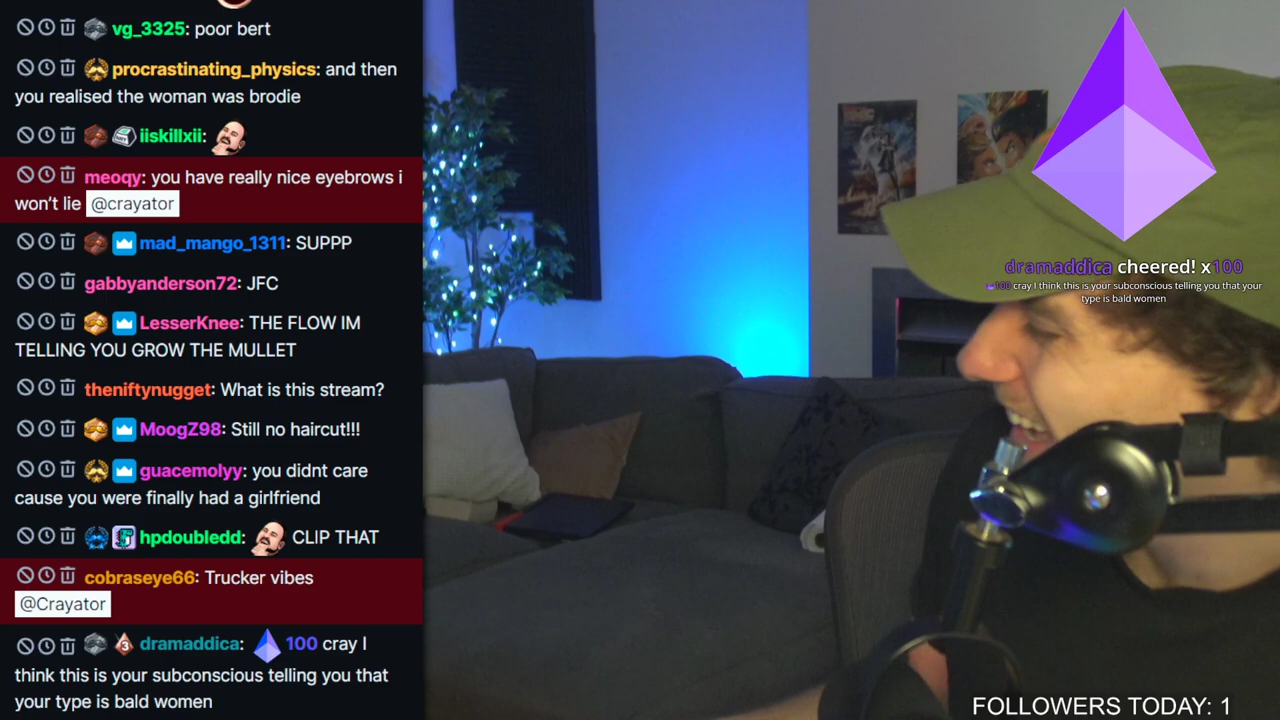 vg_3325: poor bert
procrastinating_physics: and then
you realised the woman was brodie
iiskillxii:
meoqy: you have really nice eyebrows i
won't lie @crayator
mad_mango_1311: SUPPP
gabbyanderson72: JFC
LesserKnee: THE FLOW IM
TELLING YOU GROW THE MULLET
theniftynugget: What is this stream?
MoogZ98: Still no haircut!!!
guacemolyy: you didnt care
cause you were finally had a girlfriend
hpdoubledd: CLIP THAT
cobraseye66: Trucker vibes
@Crayator
3 dramaddica: 100 cray I
think this is your subconscious telling you that
your type is bald women
dramaddica cheered! x100
100 cray I think this is your subconscious telling you that your
type is bald women
FOLLOWERS TODAY: 1